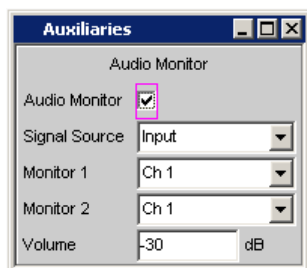 Auxiliaries
Audio Monitor
Audio Monitor
Signal Source Input
Monitor 1 Ch 1
Monitor 2 Ch 1
Volume -30 dB